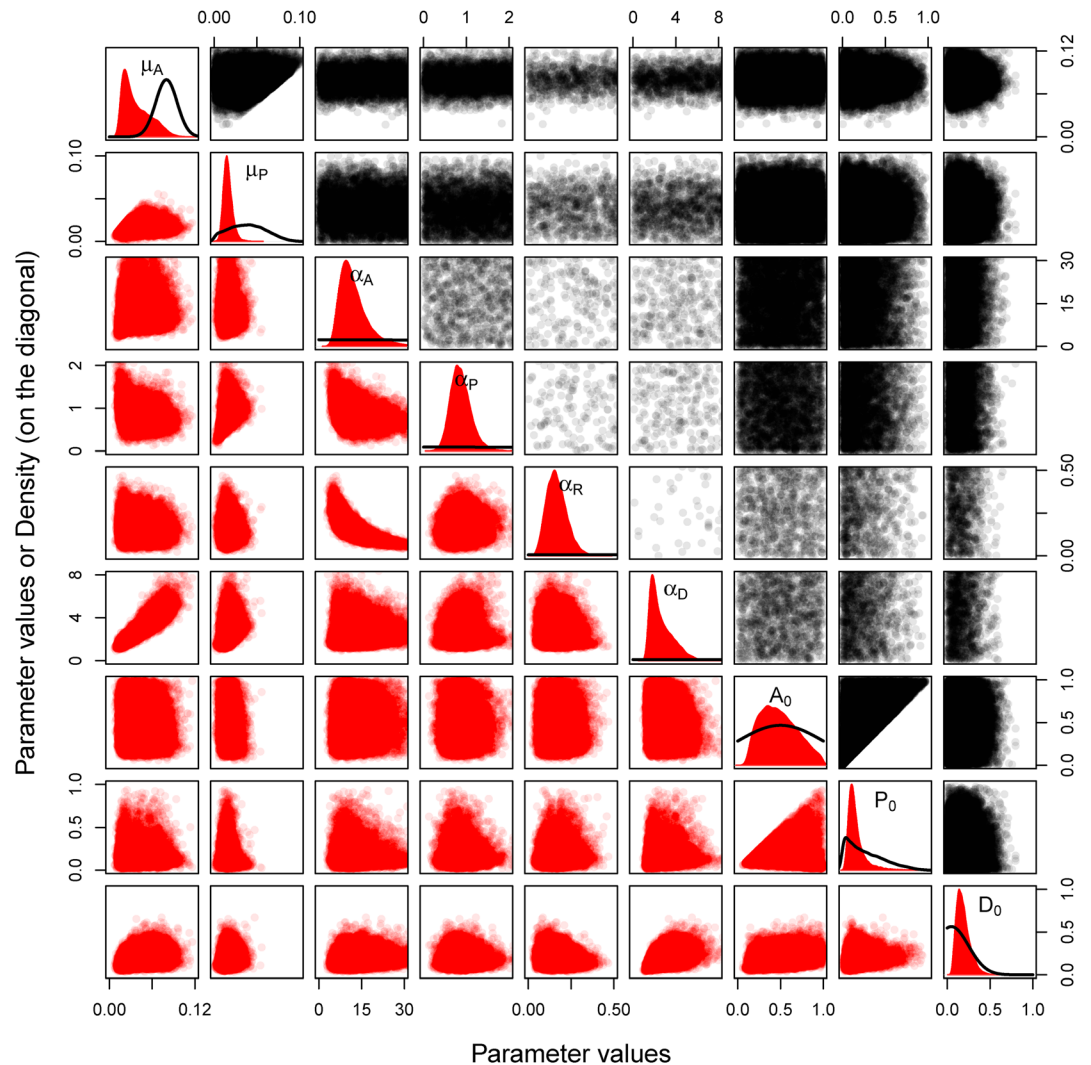 0.00 0.10 0 1 2 0 2 4 6 8 0.0 0.5 1.0
μA
0.00 0.12
μP
0.00 0.10
αA
0 15 30
αP
0 1 2
αR
0.00 0.50
αD
0 4 8
A0
0.0 0.5 1.0
P0
0.0 0.5 1.0
D0
0.0 0.5 1.0
0.00 0.12 0 15 30 0.00 0.50 0.0 0.5 1.0 0.0 0.5 1.0
Parameter values
Parameter values or Density (on the diagonal)